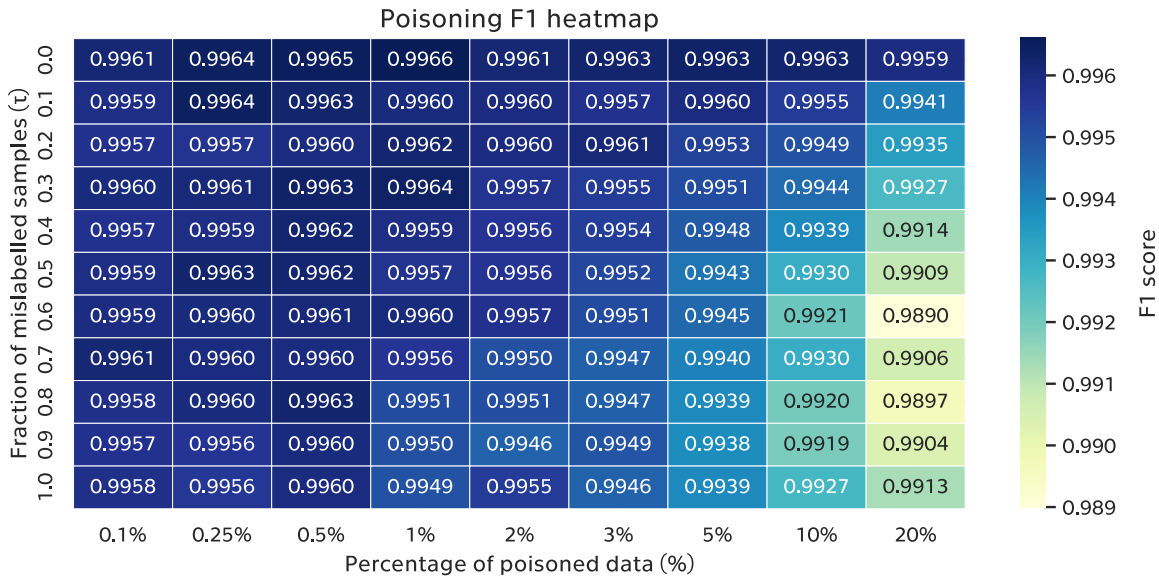 Poisoning F1 heatmap
Fraction of mislabelled samples (τ)
0.0 0.9961 0.9964 0.9965 0.9966 0.9961 0.9963 0.9963 0.9963 0.9959
0.1 0.9959 0.9964 0.9963 0.9960 0.9960 0.9957 0.9960 0.9955 0.9941
0.2 0.9957 0.9957 0.9960 0.9962 0.9960 0.9961 0.9953 0.9949 0.9935
0.3 0.9960 0.9961 0.9963 0.9964 0.9957 0.9955 0.9951 0.9944 0.9927
0.4 0.9957 0.9959 0.9962 0.9959 0.9956 0.9954 0.9948 0.9939 0.9914
0.5 0.9959 0.9963 0.9962 0.9957 0.9956 0.9952 0.9943 0.9930 0.9909
0.6 0.9959 0.9960 0.9961 0.9960 0.9957 0.9951 0.9945 0.9921 0.9890
0.7 0.9961 0.9960 0.9960 0.9956 0.9950 0.9947 0.9940 0.9930 0.9906
0.8 0.9958 0.9960 0.9963 0.9951 0.9951 0.9947 0.9939 0.9920 0.9897
0.9 0.9957 0.9956 0.9960 0.9950 0.9946 0.9949 0.9938 0.9919 0.9904
1.0 0.9958 0.9956 0.9960 0.9949 0.9955 0.9946 0.9939 0.9927 0.9913
0.1% 0.25% 0.5% 1% 2% 3% 5% 10% 20%
Percentage of poisoned data (%)
0.996
0.995
0.994
0.993
0.992
0.991
0.990
0.989
F1 score